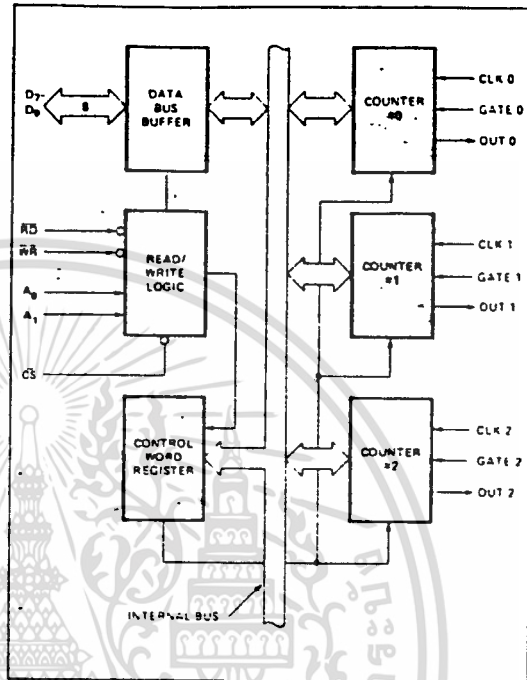 D7-
D0
8
DATA
BUS
BUFFER
RD
WR
A0
A1
CS
READ/
WRITE
LOGIC
CONTROL
WORD
REGISTER
INTERNAL BUS
COUNTER
#0
CLK 0
GATE 0
OUT 0
COUNTER
#1
CLK 1
GATE 1
OUT 1
COUNTER
#2
CLK 2
GATE 2
OUT 2